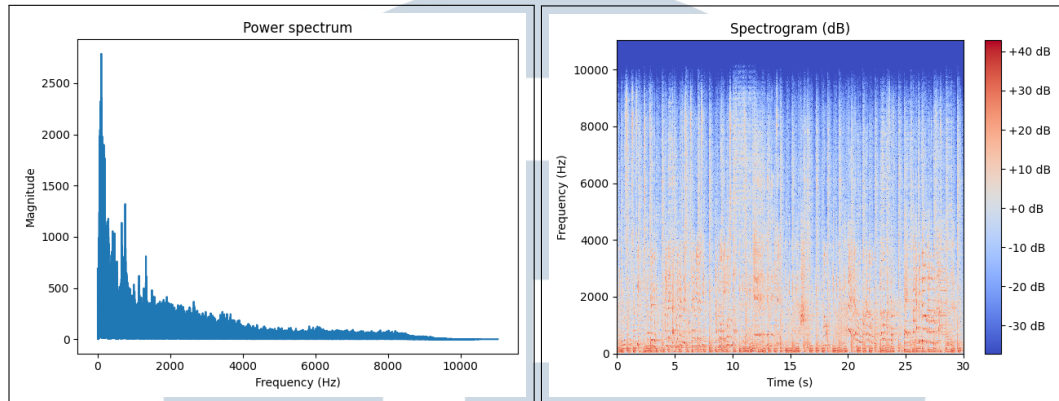 Power spectrum
2500
2000
1500
1000
500
0
Magnitude
0
2000
4000
6000
8000
10000
Frequency (Hz)
Spectrogram (dB)
10000
8000
6000
4000
2000
0
Frequency (Hz)
0
5
10
15
20
25
30
Time (s)
+40 dB
+30 dB
+20 dB
+10 dB
+0 dB
-10 dB
-20 dB
-30 dB